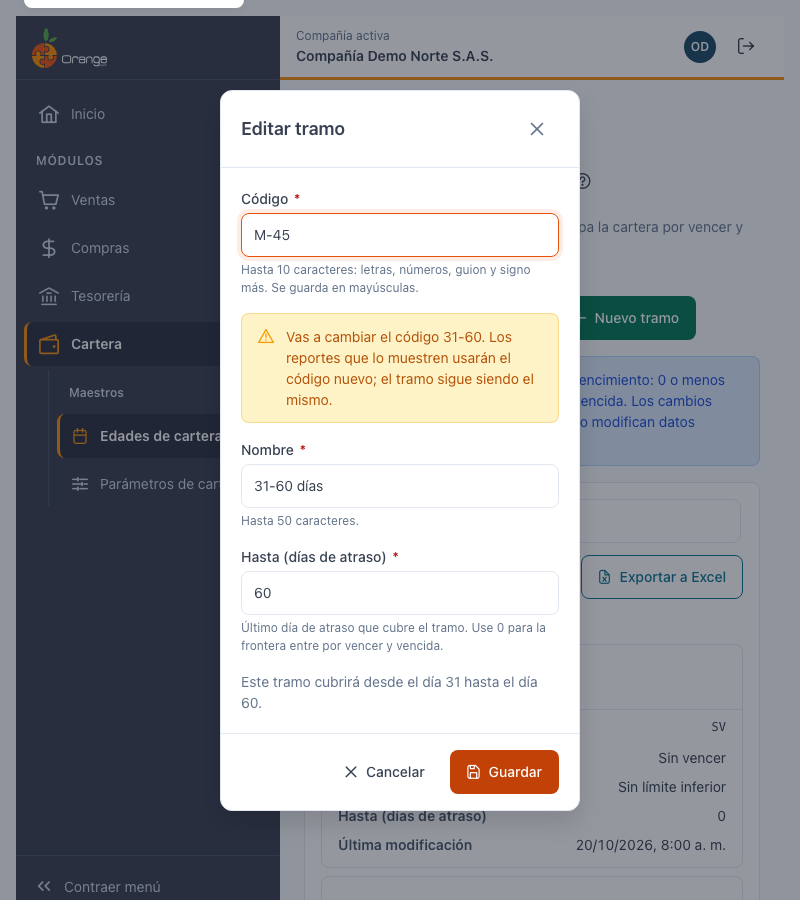 Orange
Compañía activa
Compañía Demo Norte S.A.S.
OD
Inicio
MÓDULOS
Ventas
Compras
Tesorería
Cartera
Maestros
Edades de cartera
Parámetros de car
Contraer menú
Editar tramo
Código *
M-45
Hasta 10 caracteres: letras, números, guion y signo
más. Se guarda en mayúsculas.
Vas a cambiar el código 31-60. Los
reportes que lo muestren usarán el
código nuevo; el tramo sigue siendo el
mismo.
Nombre *
31-60 días
Hasta 50 caracteres.
Hasta (días de atraso) *
60
Último día de atraso que cubre el tramo. Use 0 para la
frontera entre por vencer y vencida.
Este tramo cubrirá desde el día 31 hasta el día
60.
Cancelar
Guardar
la cartera por vencer y
Nuevo tramo
encimiento: 0 o menos
encida. Los cambios
o modifican datos
Exportar a Excel
SV
Sin vencer
Sin límite inferior
Hasta (días de atraso) 0
Última modificación 20/10/2026, 8:00 a. m.